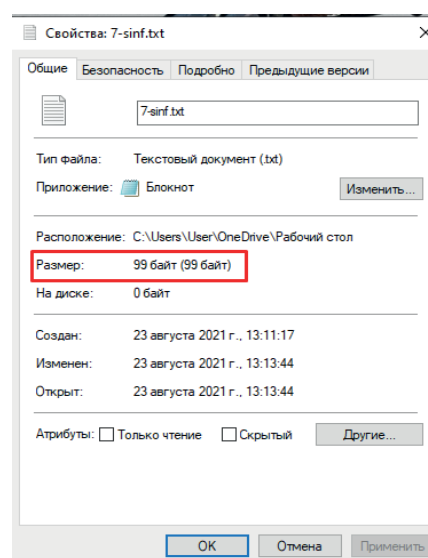 Свойства: 7-sinf.txt
Общие Безопасность Подробно Предыдущие версии
7-sinf.txt
Тип файла: Текстовый документ (.txt)
Приложение: Блокнот Изменить...
Расположение: C:\Users\User\OneDrive\Рабочий стол
Размер: 99 байт (99 байт)
На диске: 0 байт
Создан: 23 августа 2021 г., 13:11:17
Изменен: 23 августа 2021 г., 13:13:44
Открыт: 23 августа 2021 г., 13:13:44
Атрибуты: Только чтение Скрытый Другие...
OK Отмена Применить